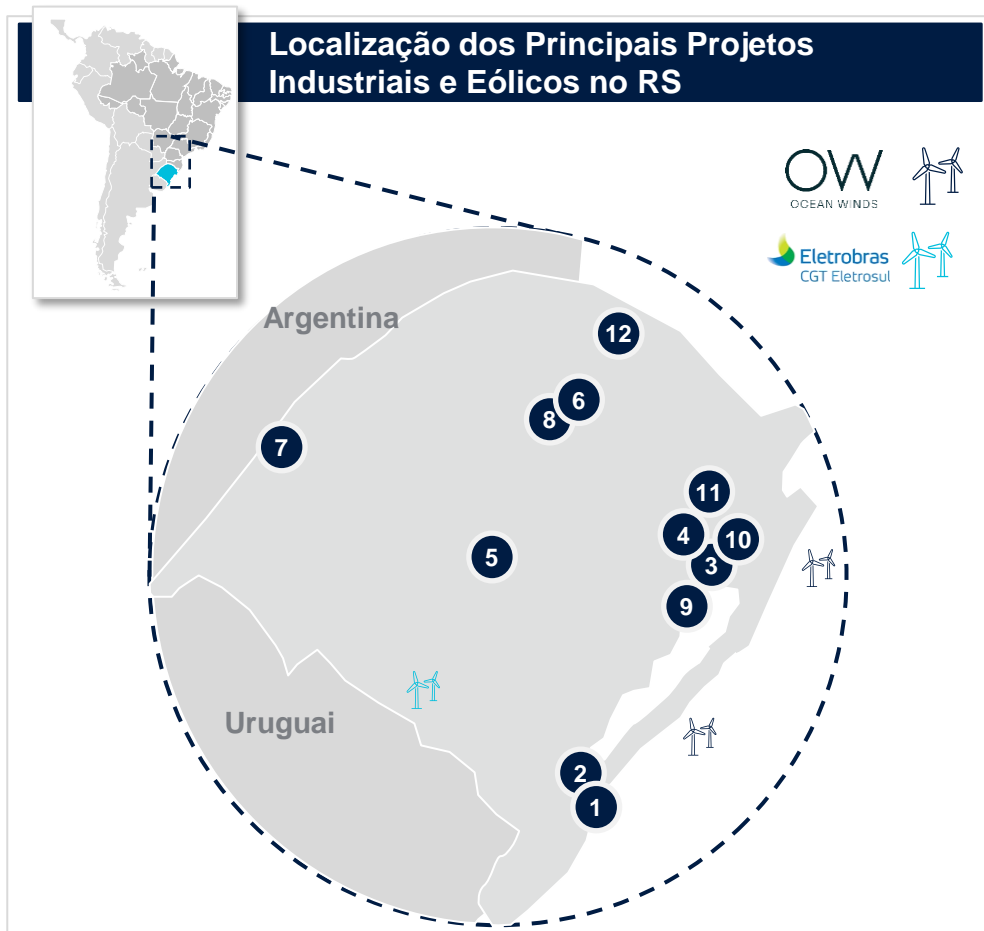 Localização dos Principais Projetos
Industriais e Eólicos no RS
OW
OCEAN WINDS
Eletrobras
CGT Eletrosul
Argentina
12
6
8
7
11
4
10
5
3
9
Uruguai
2
1